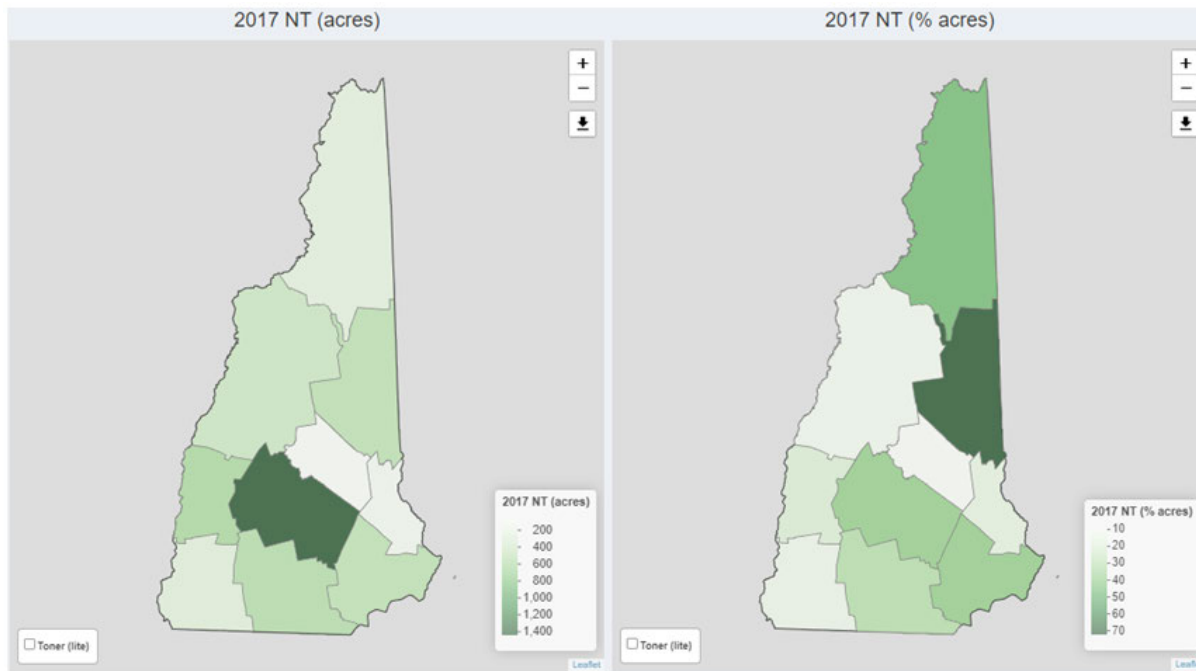 2017 NT (acres)
+
−
2017 NT (acres)
200
400
600
800
1,000
1,200
1,400
Toner (lite)
Leaflet
2017 NT (% acres)
+
−
2017 NT (% acres)
10
20
30
40
50
60
70
Toner (lite)
Leafl